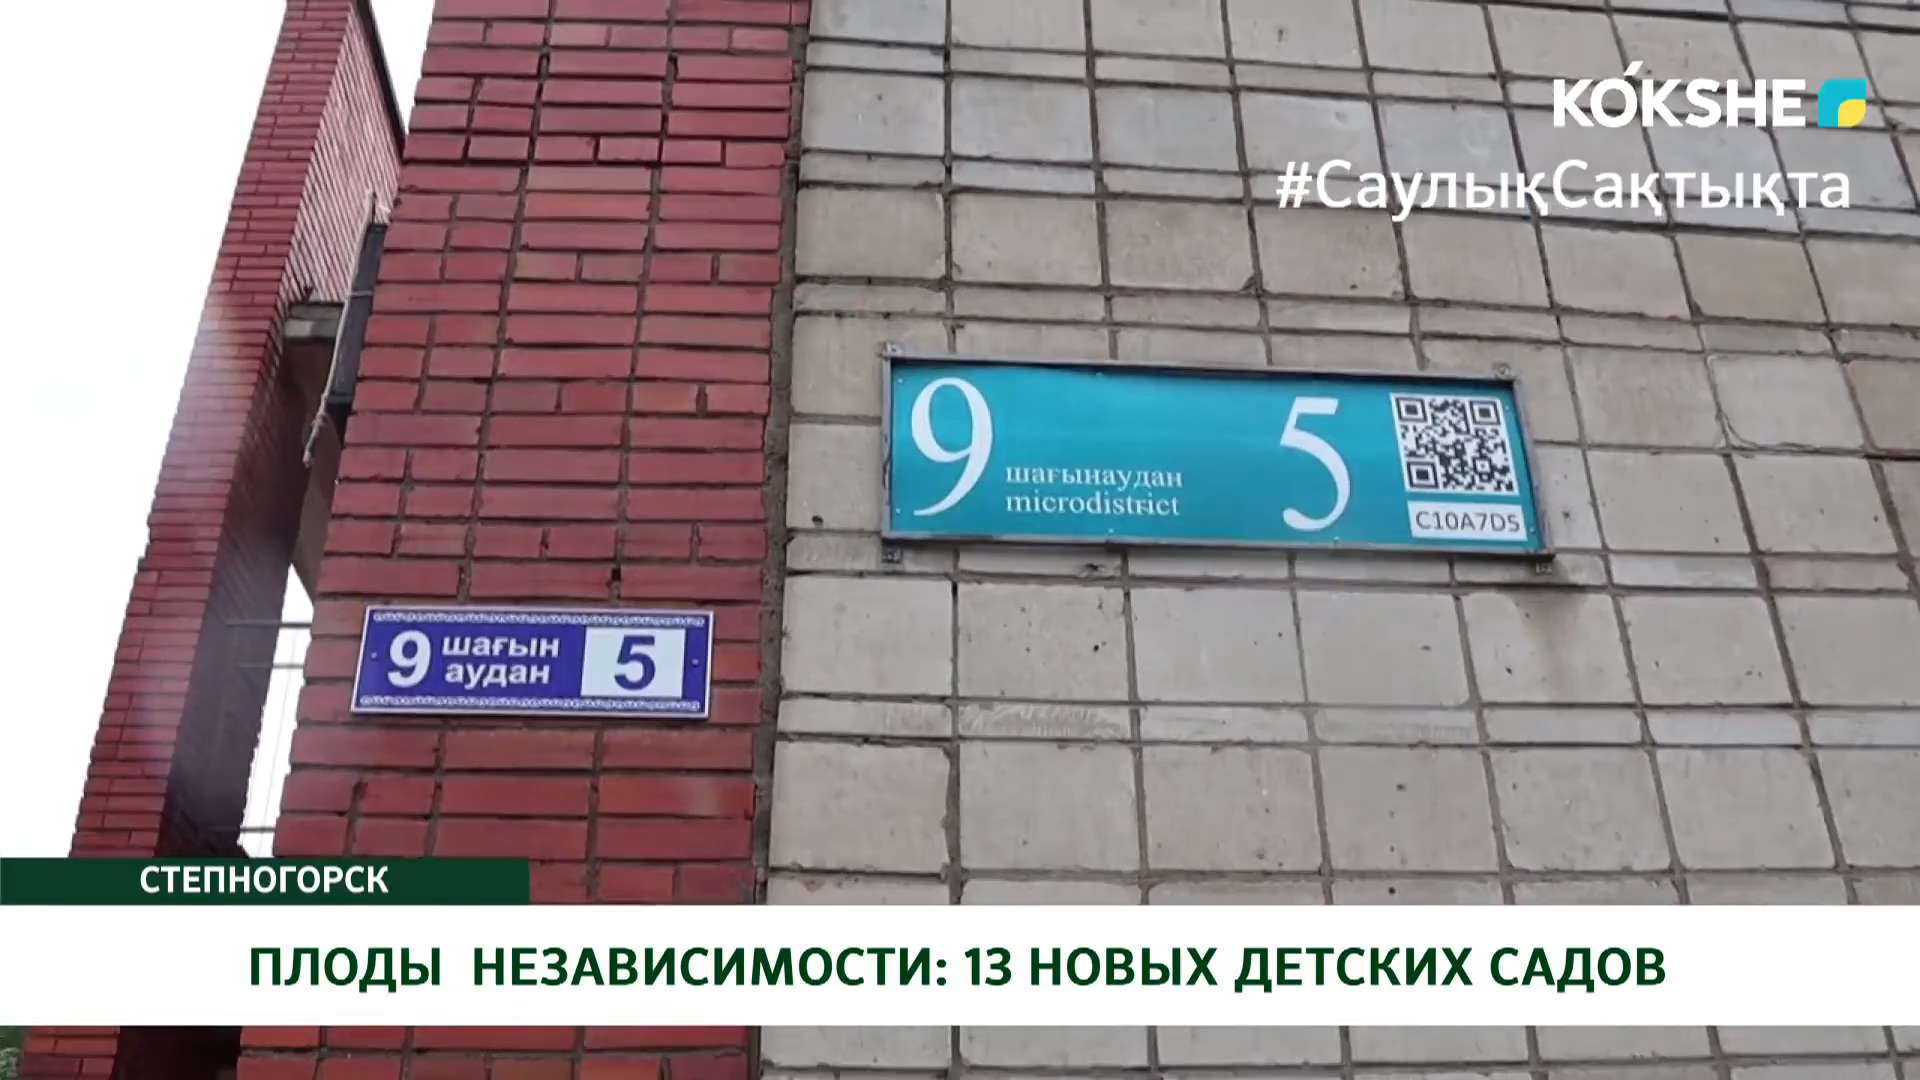 KÓKSHE
#СаулықСақтықта
9 шағынаудан
microdistrict
5
C10A7D5
9 шағын
аудан
5
СТЕПНОГОРСК
ПЛОДЫ НЕЗАВИСИМОСТИ: 13 НОВЫХ ДЕТСКИХ САДОВ